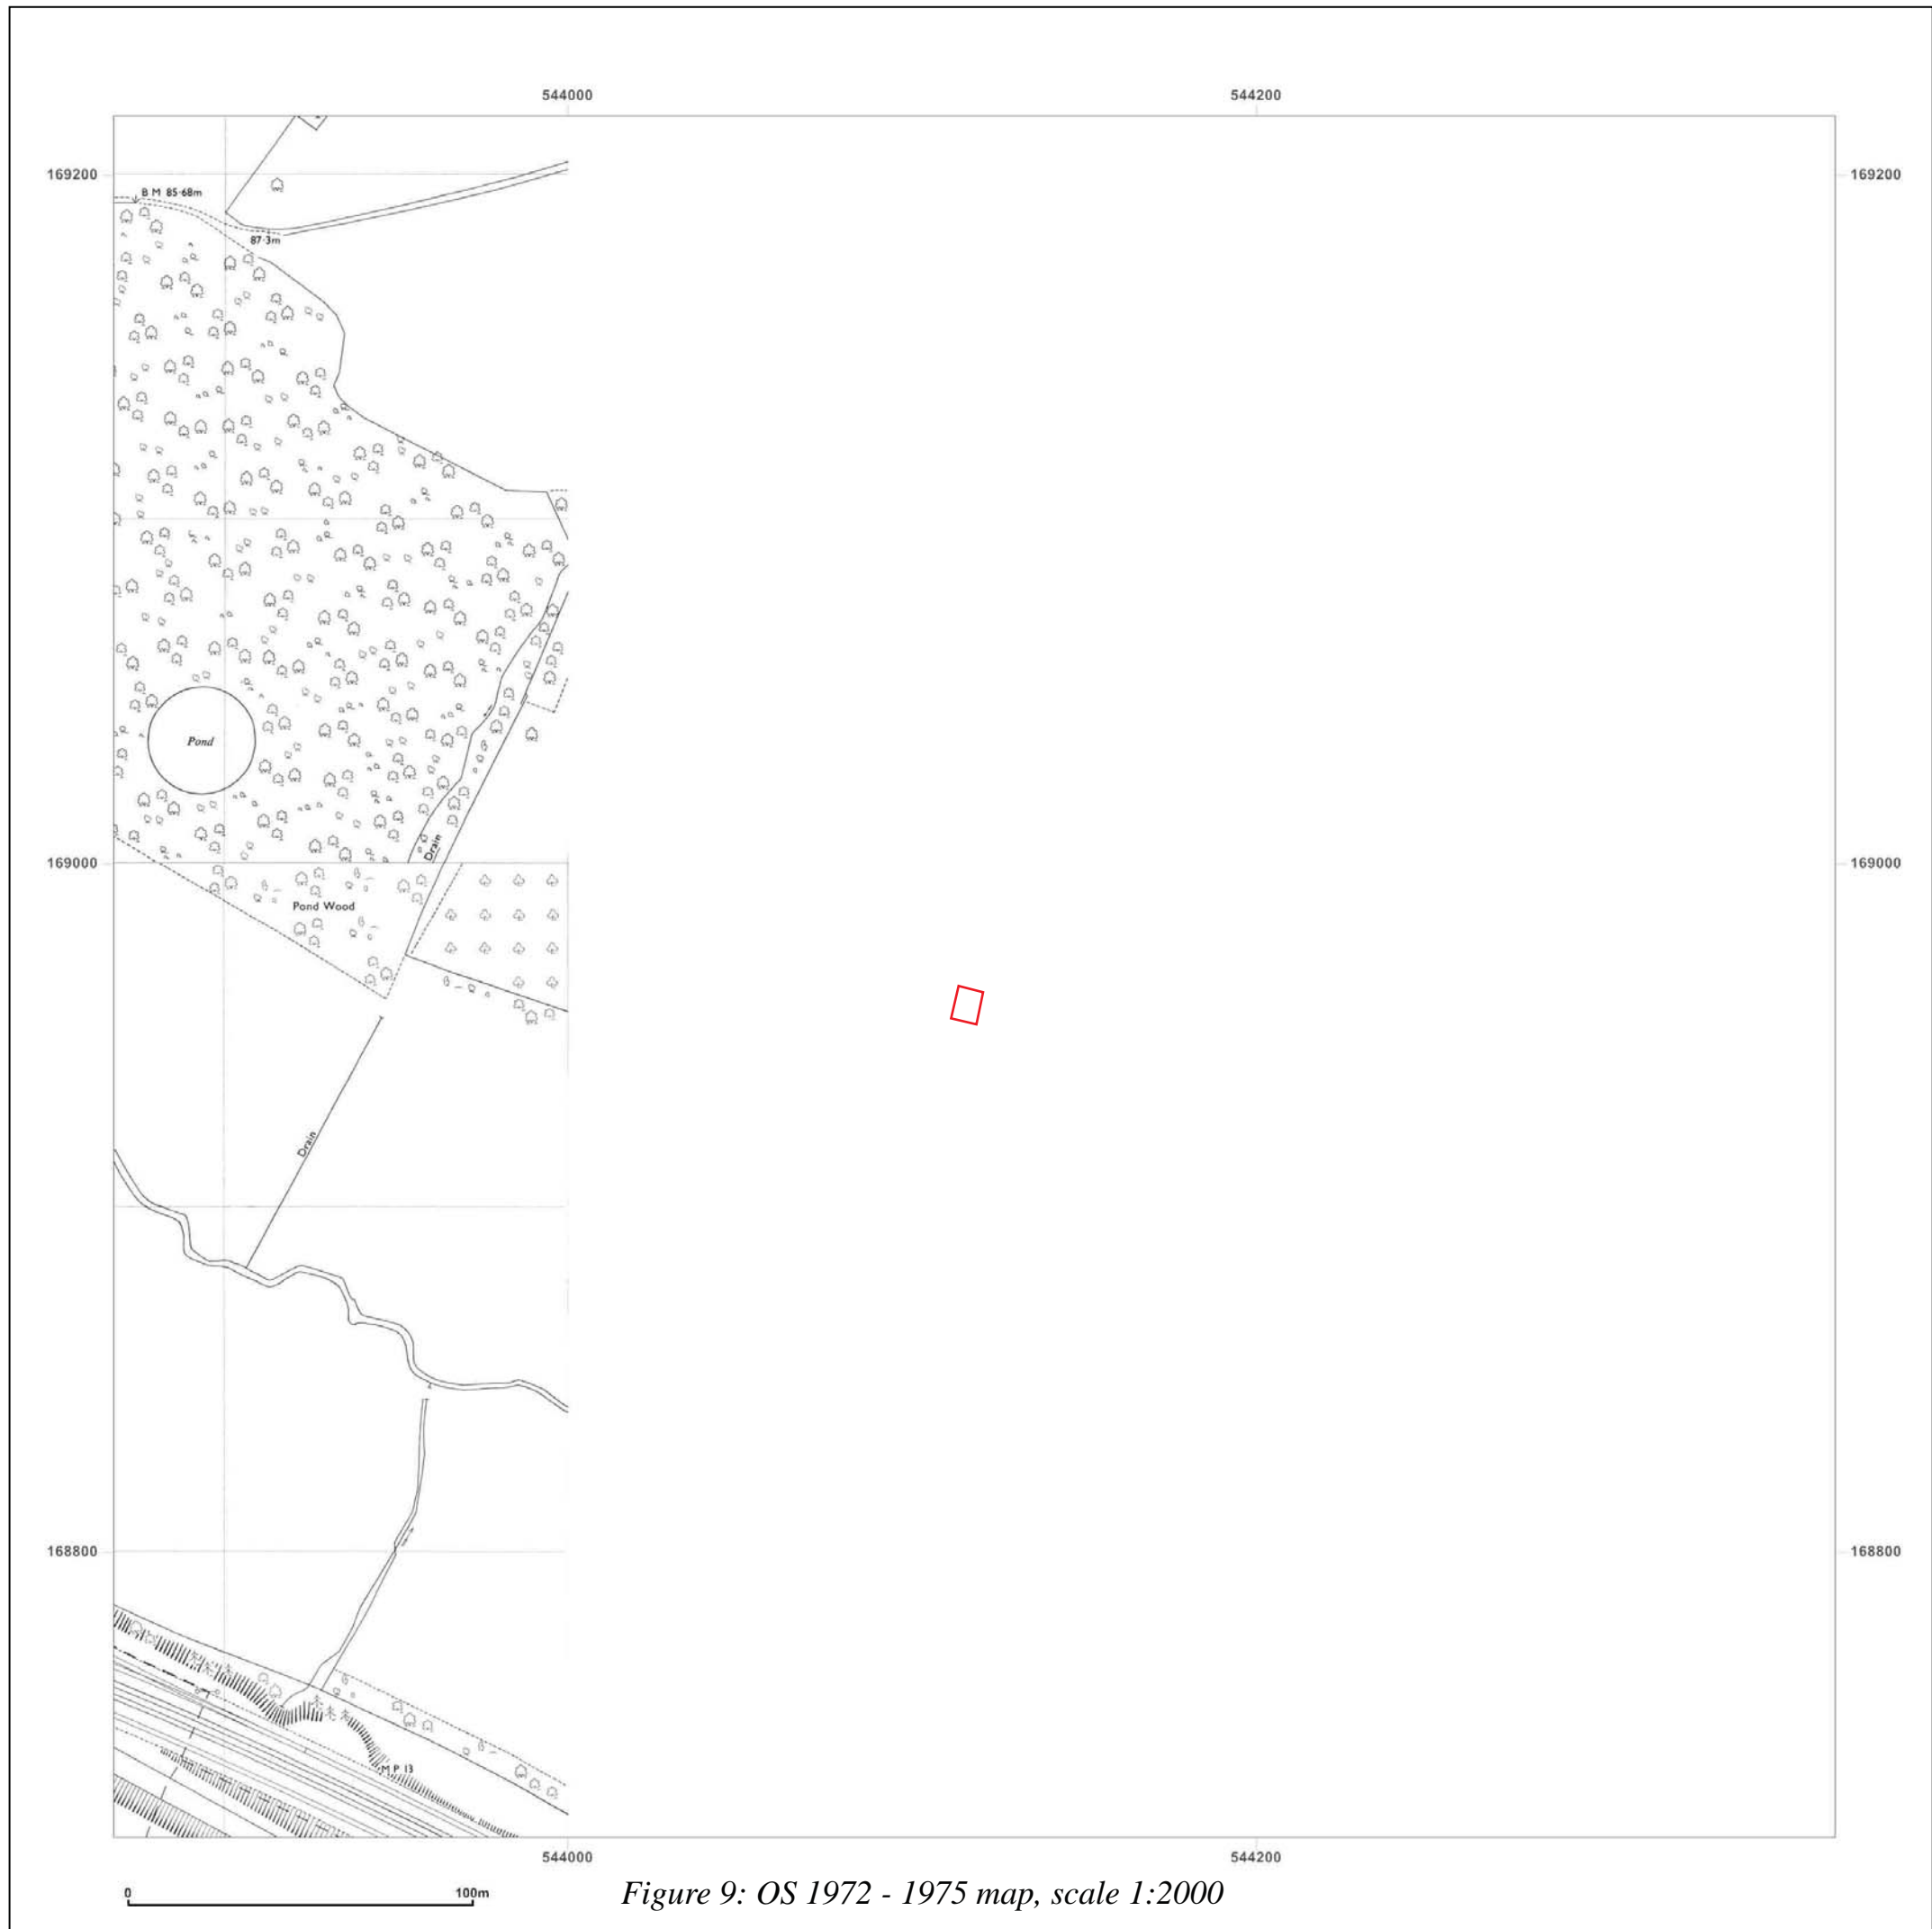 544000
544200
169200
169200
B M 85·68m
87·3m
Pond
Drain
169000
169000
Pond Wood
Drain
168800
168800
M P 13
544000
544200
0
100m
Figure 9: OS 1972 - 1975 map, scale 1:2000